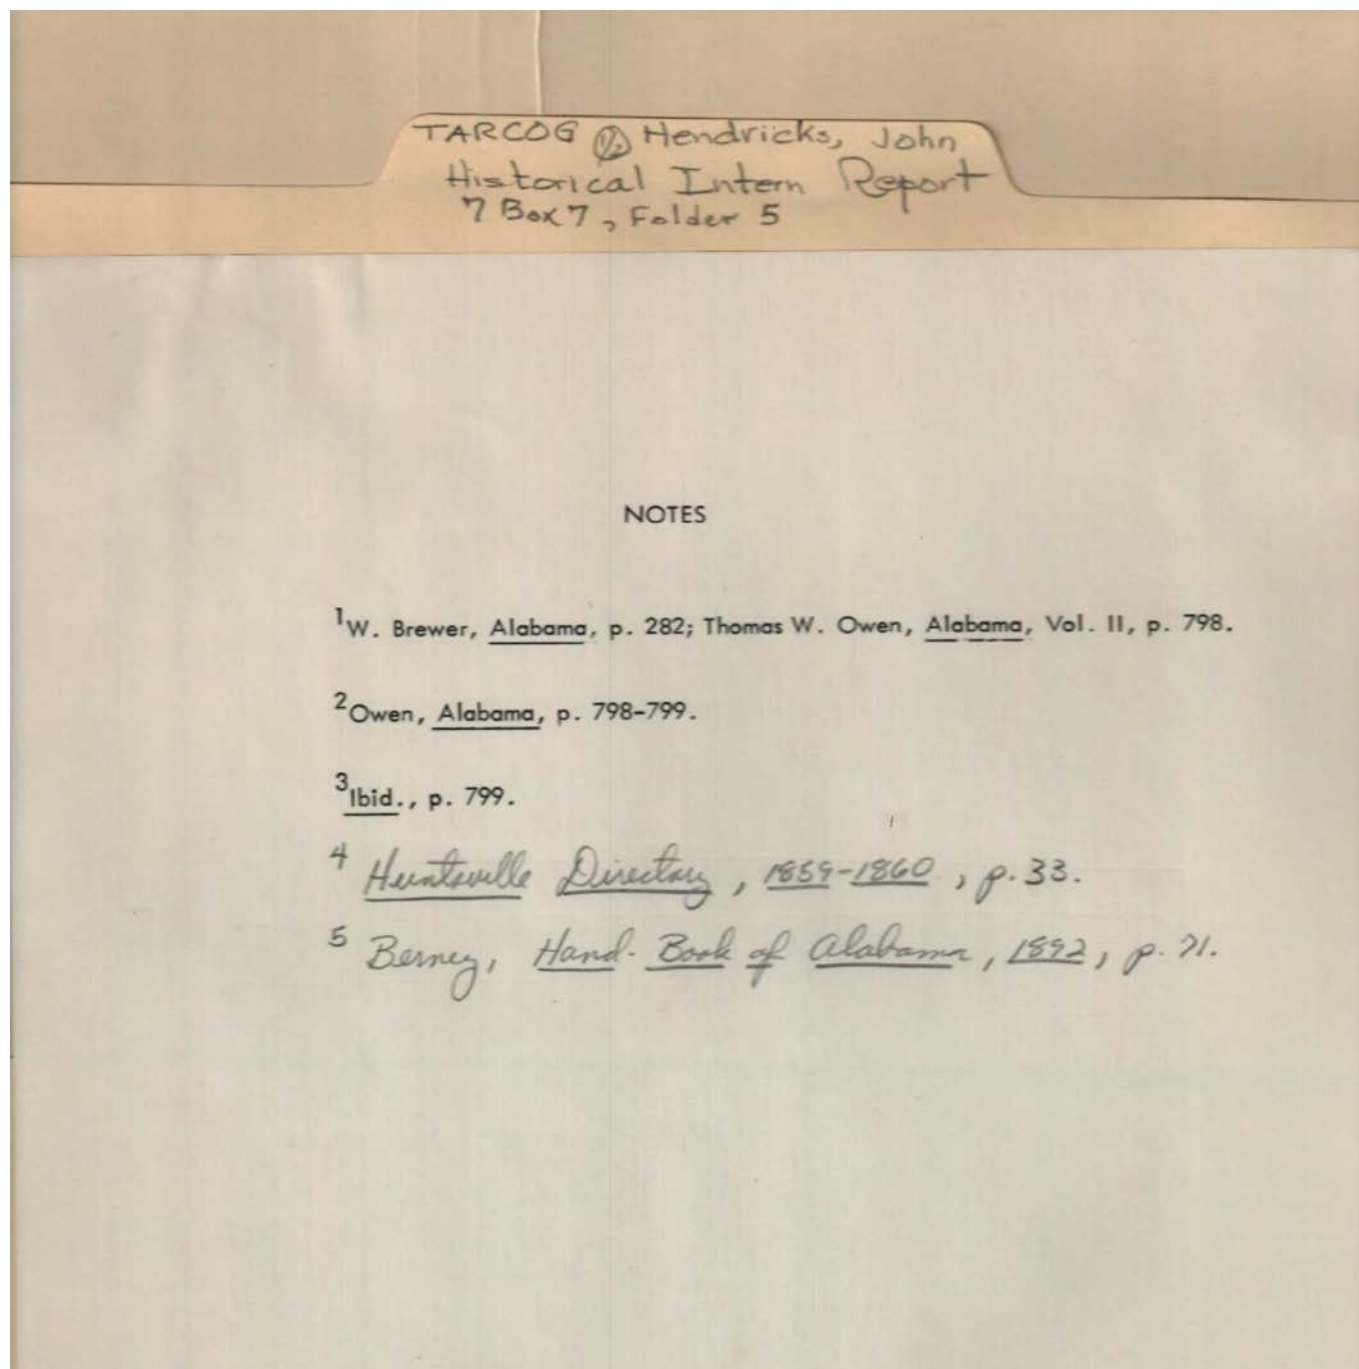 TARCOG 1/2 Hendricks, John
Historical Intern Report
7 Box 7, Folder 5
NOTES
1W. Brewer, Alabama, p. 282; Thomas W. Owen, Alabama, Vol. II, p. 798.
2Owen, Alabama, p. 798-799.
3Ibid., p. 799.
4 Huntsville Directory, 1859-1860, p. 33.
5 Berney, Hand-Book of Alabama, 1892, p. 71.